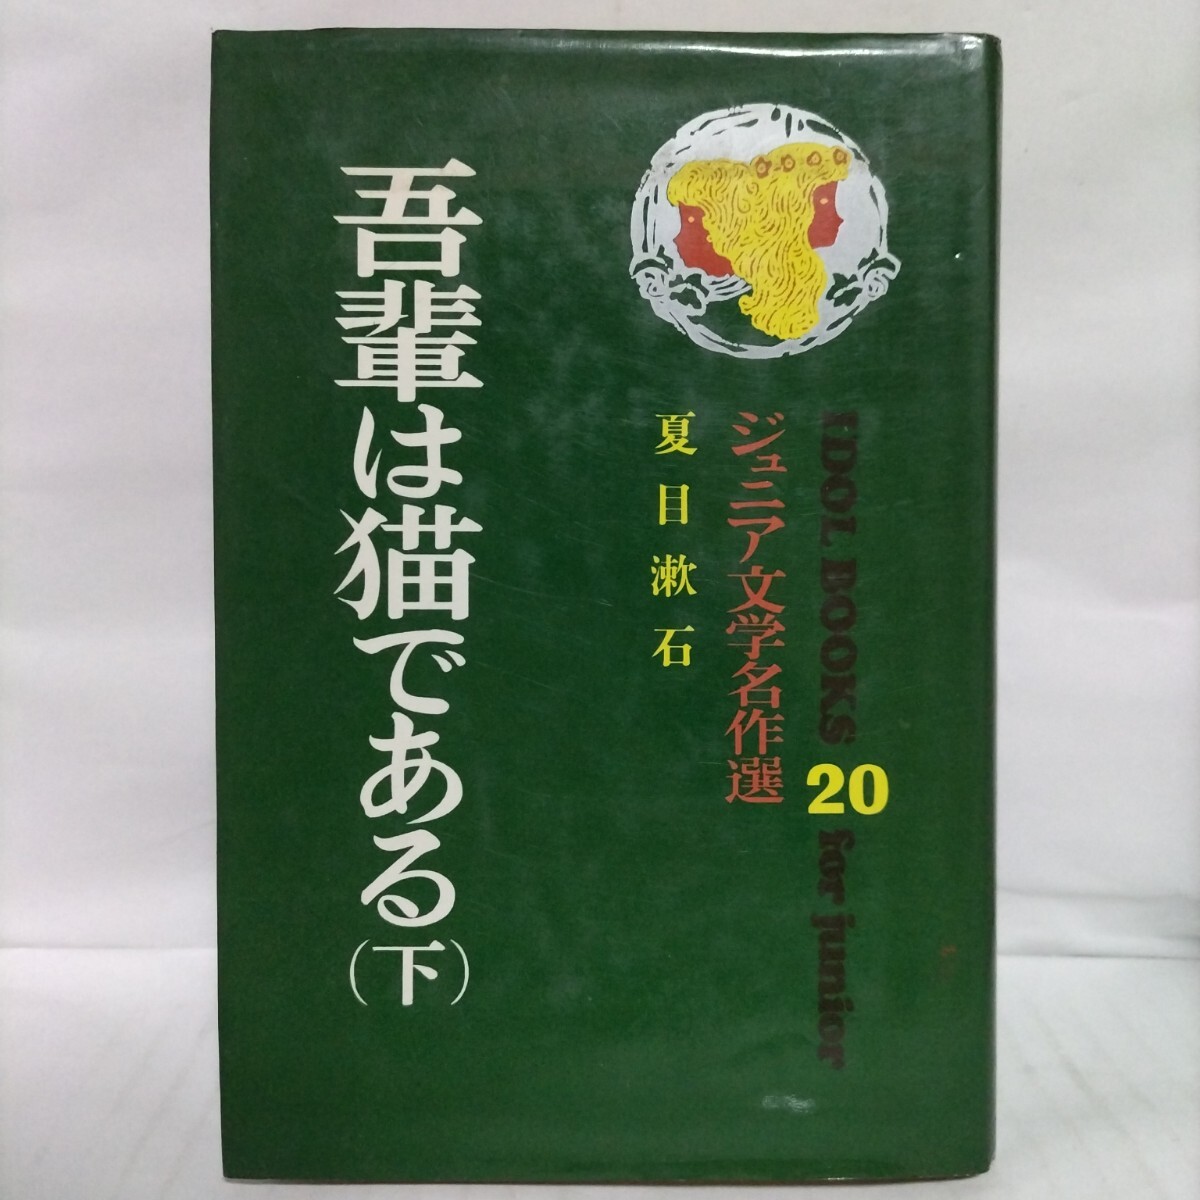 EDOL BOOKS 20 for junior
ジュニア文学名作選
夏目漱石
吾輩は猫である(下)